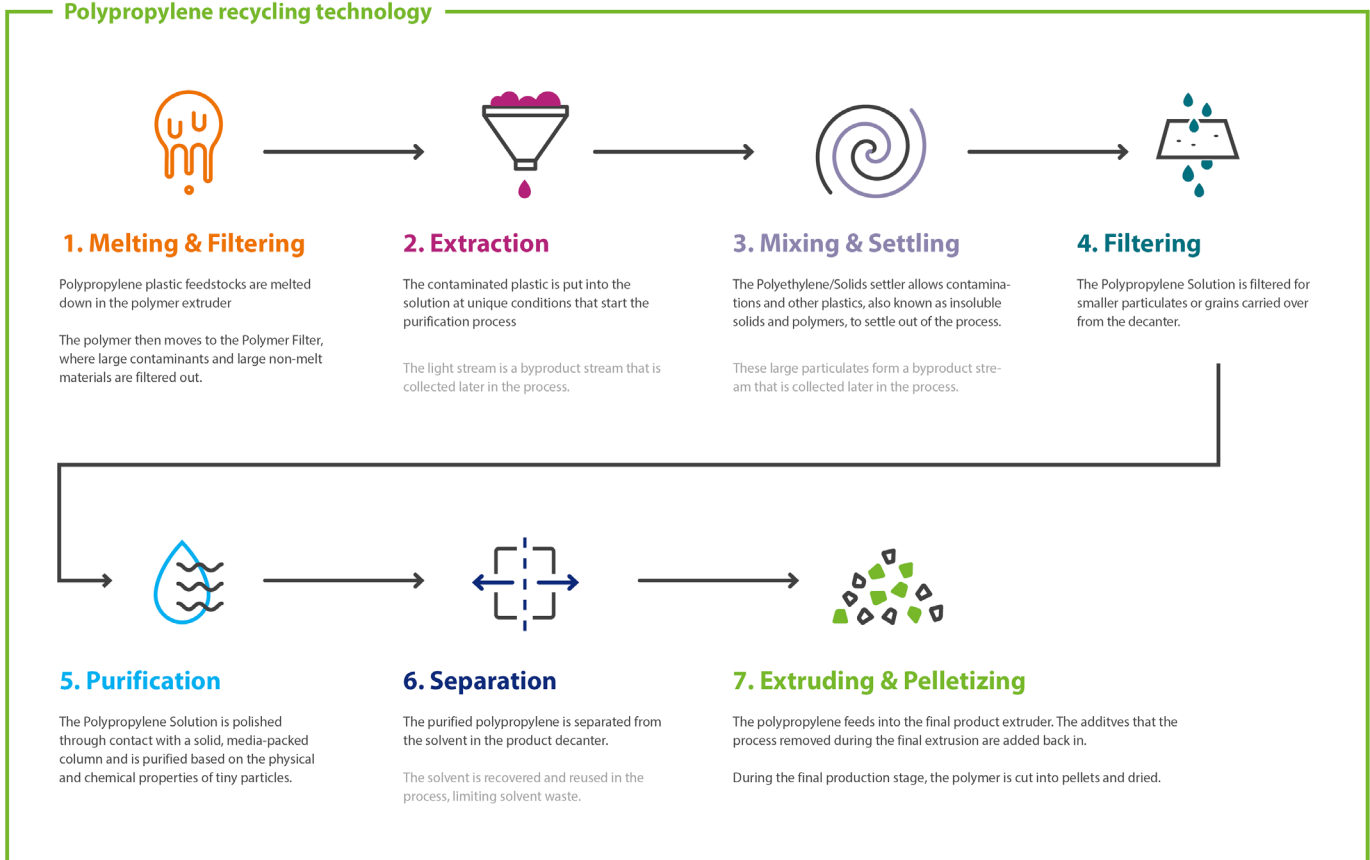 Polypropylene recycling technology
1. Melting & Filtering
Polypropylene plastic feedstocks are melted
down in the polymer extruder
The polymer then moves to the Polymer Filter,
where large contaminants and large non-melt
materials are filtered out.
2. Extraction
The contaminated plastic is put into the
solution at unique conditions that start the
purification process
The light stream is a byproduct stream that is
collected later in the process.
3. Mixing & Settling
The Polyethylene/Solids settler allows contamina-
tions and other plastics, also known as insoluble
solids and polymers, to settle out of the process.
These large particulates form a byproduct stre-
am that is collected later in the process.
4. Filtering
The Polypropylene Solution is filtered for
smaller particulates or grains carried over
from the decanter.
5. Purification
The Polypropylene Solution is polished
through contact with a solid, media-packed
column and is purified based on the physical
and chemical properties of tiny particles.
6. Separation
The purified polypropylene is separated from
the solvent in the product decanter.
The solvent is recovered and reused in the
process, limiting solvent waste.
7. Extruding & Pelletizing
The polypropylene feeds into the final product extruder. The additves that the
process removed during the final extrusion are added back in.
During the final production stage, the polymer is cut into pellets and dried.